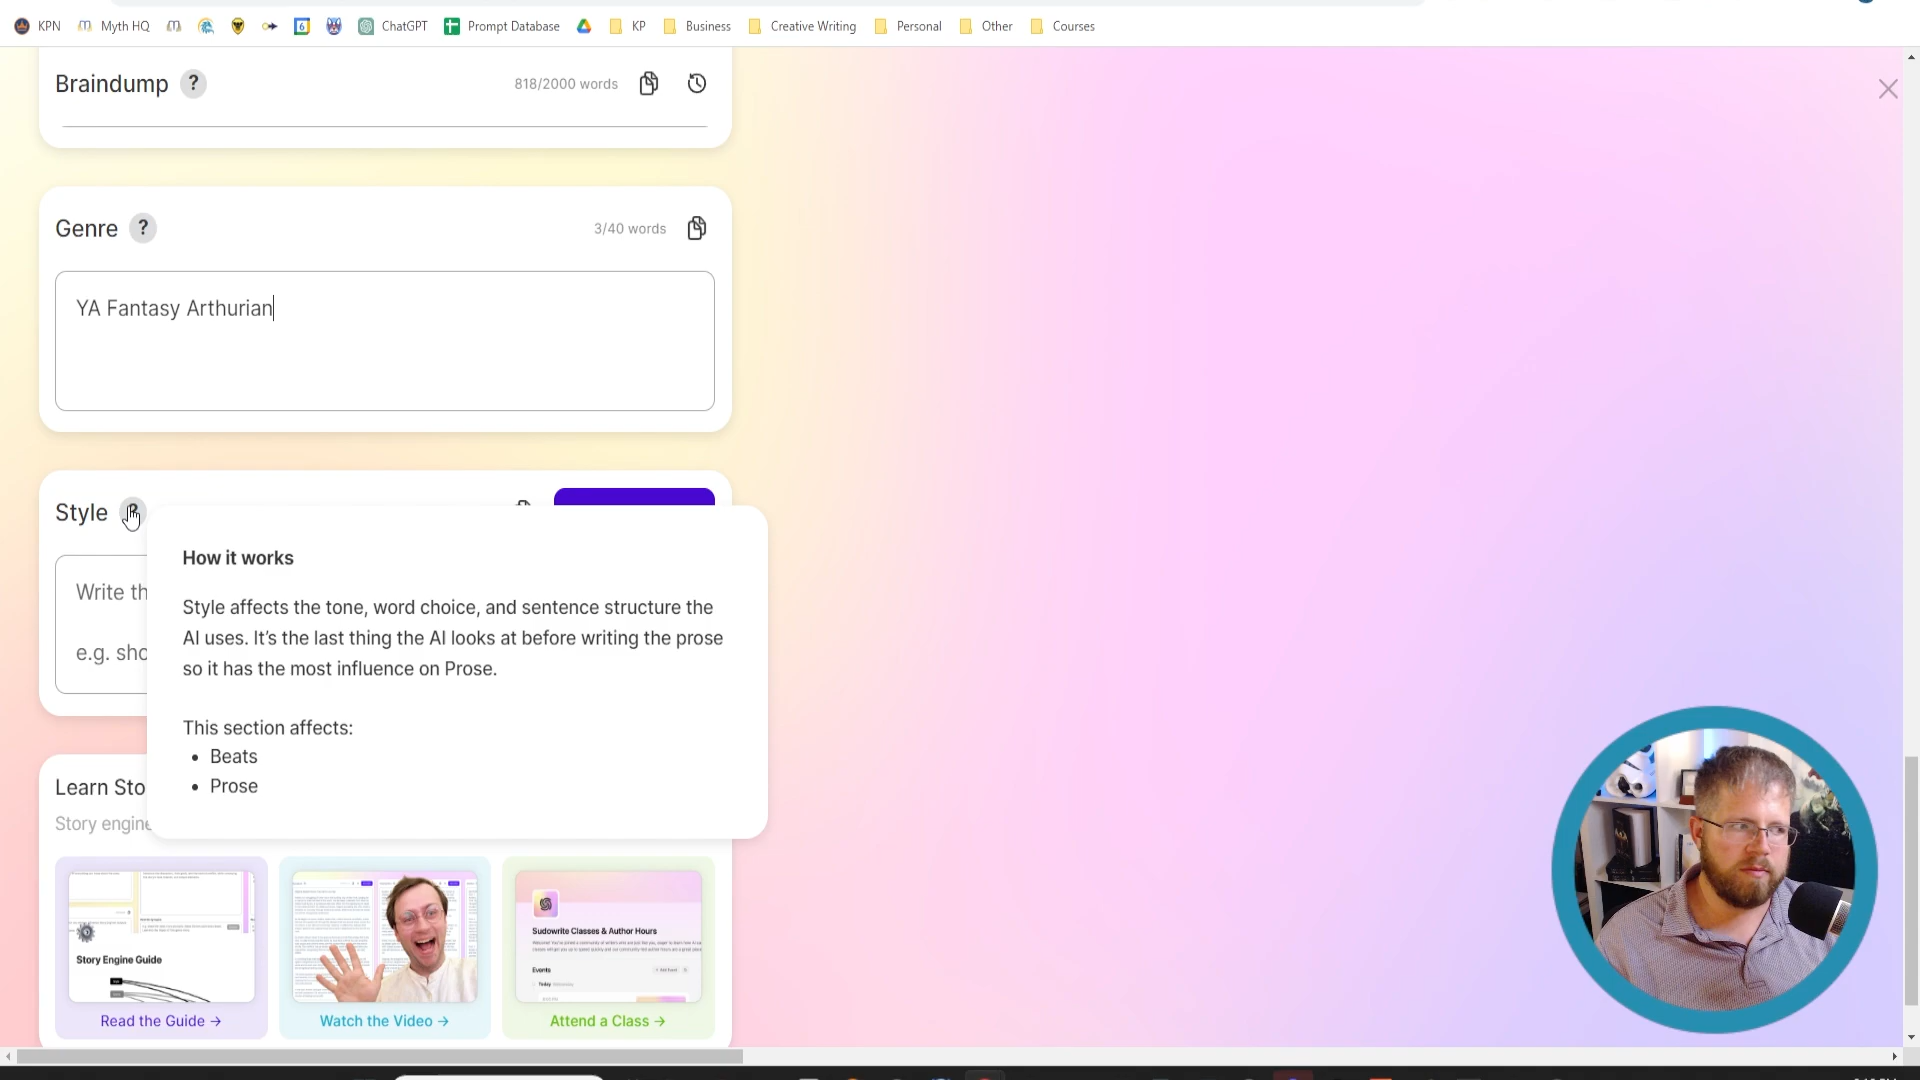 KPN Myth HQ ChatGPT Prompt Database KP Business Creative Writing Personal Other Courses
Braindump ? 818/2000 words
Genre ? 3/40 words
YA Fantasy Arthurian
Style ?
Write th
e.g. sho
How it works
Style affects the tone, word choice, and sentence structure the
AI uses. It's the last thing the AI looks at before writing the prose
so it has the most influence on Prose.
This section affects:
• Beats
• Prose
Learn Sto
Story engine
Story Engine Guide
Sudowrite Classes & Author Hours
Events
Today
Read the Guide →
Watch the Video →
Attend a Class →